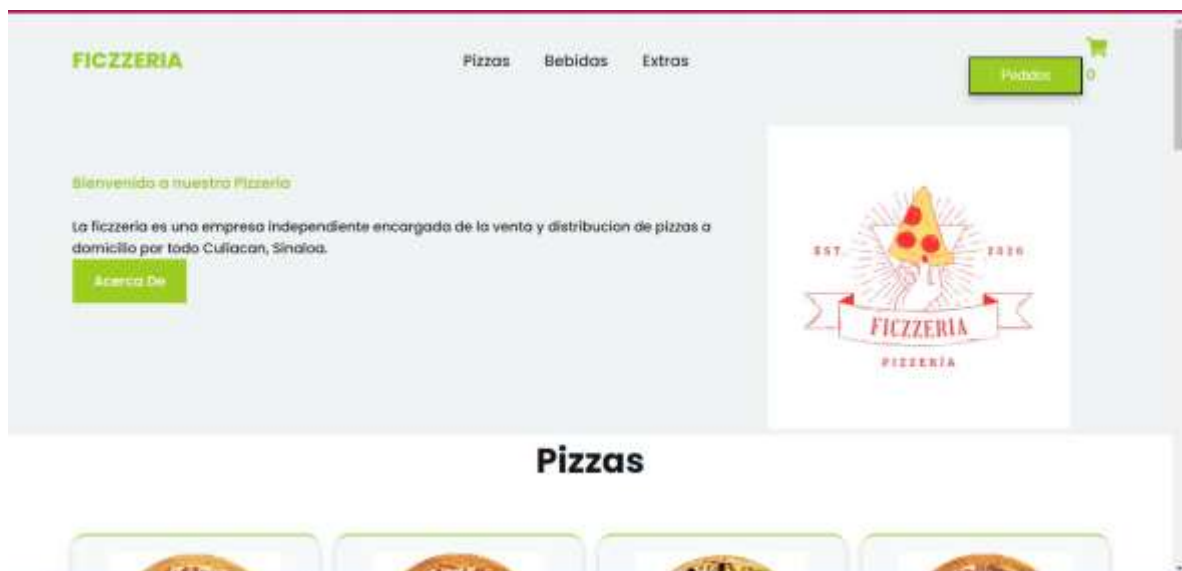 FICZZERIA
Pizzas Bebidas Extras
Pedidos
0
Bienvenido a nuestra Pizzeria
La ficzzeria es una empresa independiente encargada de la venta y distribucion de pizzas a
domicilio por todo Culiacan, Sinaloa.
Acerca De
EST. 2020
FICZZERIA
PIZZERÍA
Pizzas